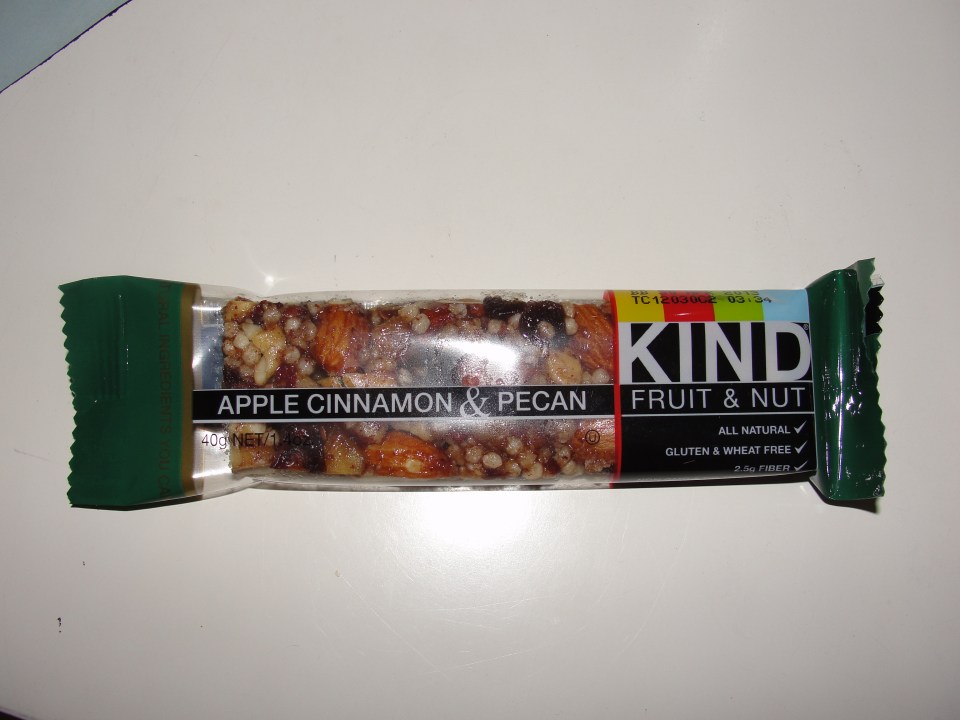 TC12030C2 03:34
KIND®
FRUIT & NUT
APPLE CINNAMON & PECAN
ALL NATURAL ✓
GLUTEN & WHEAT FREE ✓
2.5g FIBER ✓
40g NET/1.4oz.
U